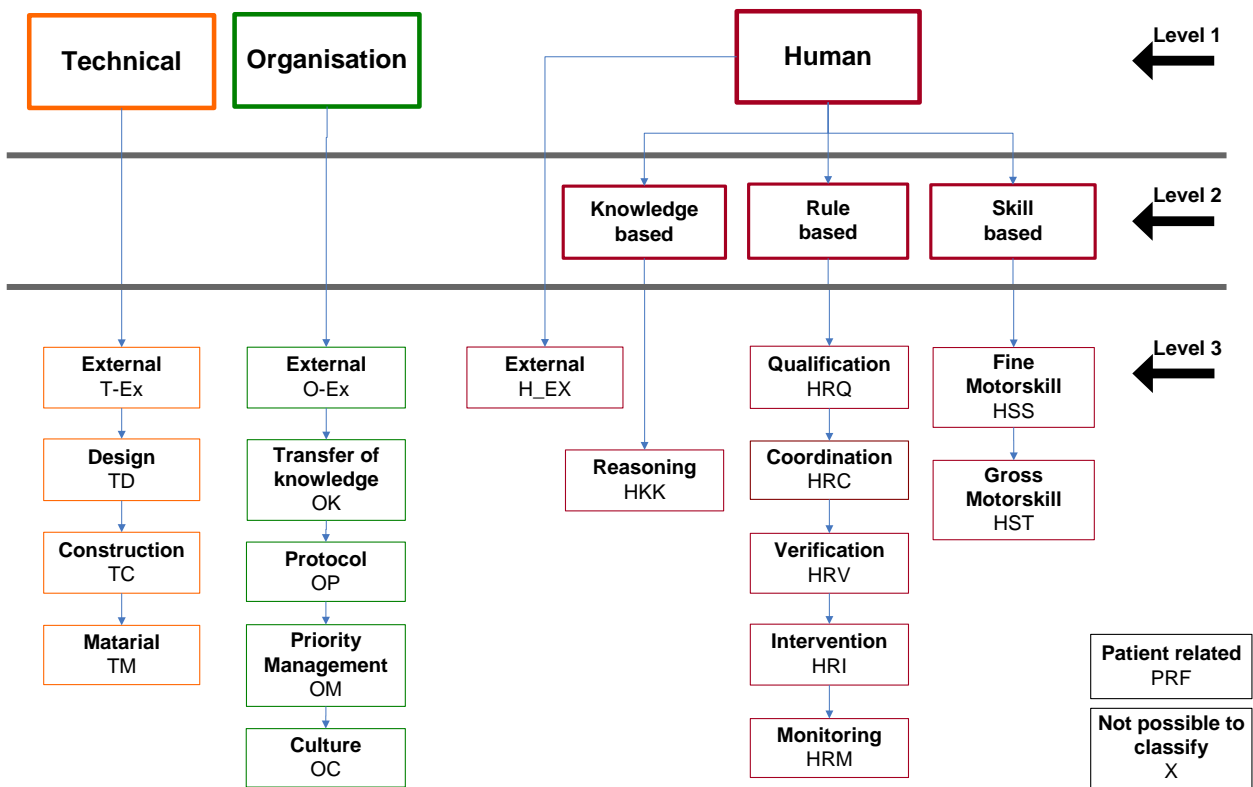 Technical
Organisation
Human
Level 1
Knowledge
based
Rule
based
Skill
based
Level 2
Level 3
External
T-Ex
Design
TD
Construction
TC
Matarial
TM
External
O-Ex
Transfer of
knowledge
OK
Protocol
OP
Priority
Management
OM
Culture
OC
External
H_EX
Reasoning
HKK
Qualification
HRQ
Coordination
HRC
Verification
HRV
Intervention
HRI
Monitoring
HRM
Fine
Motorskill
HSS
Gross
Motorskill
HST
Patient related
PRF
Not possible to
classify
X